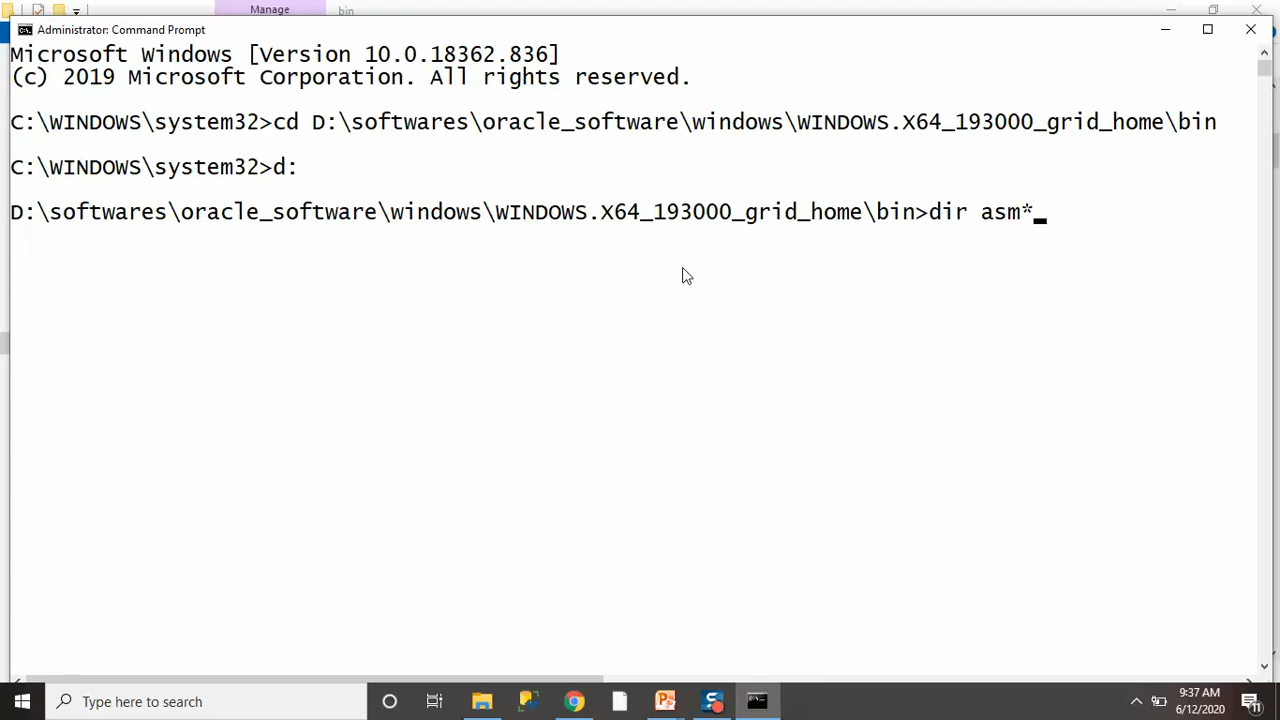 Manage
bin
Administrator: Command Prompt
Microsoft Windows [Version 10.0.18362.836]
(c) 2019 Microsoft Corporation. All rights reserved.
C:\WINDOWS\system32>cd D:\softwares\oracle_software\windows\WINDOWS.X64_193000_grid_home\bin
C:\WINDOWS\system32>d:
D:\softwares\oracle_software\windows\WINDOWS.X64_193000_grid_home\bin>dir asm*
Type here to search
9:37 AM
6/12/2020
11